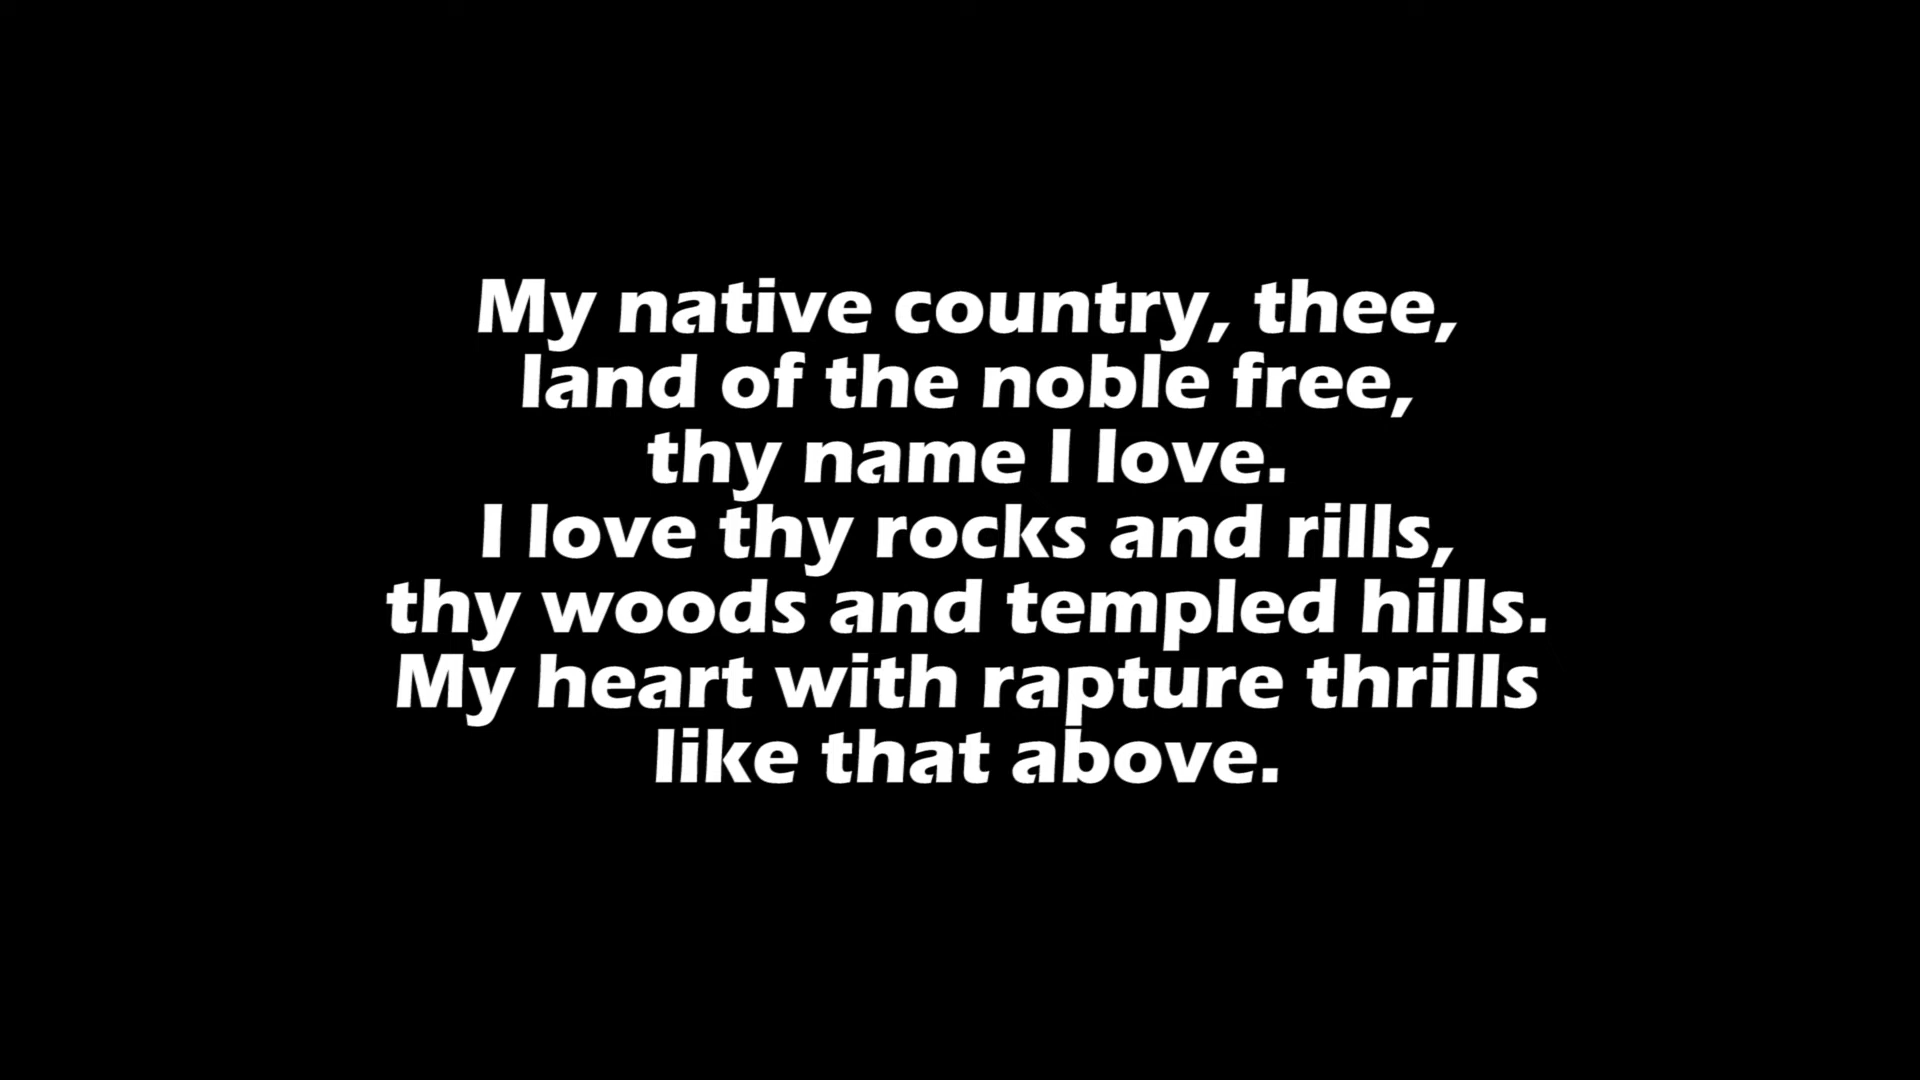 My native country, thee,
land of the noble free,
thy name I love.
I love thy rocks and rills,
thy woods and templed hills.
My heart with rapture thrills
like that above.